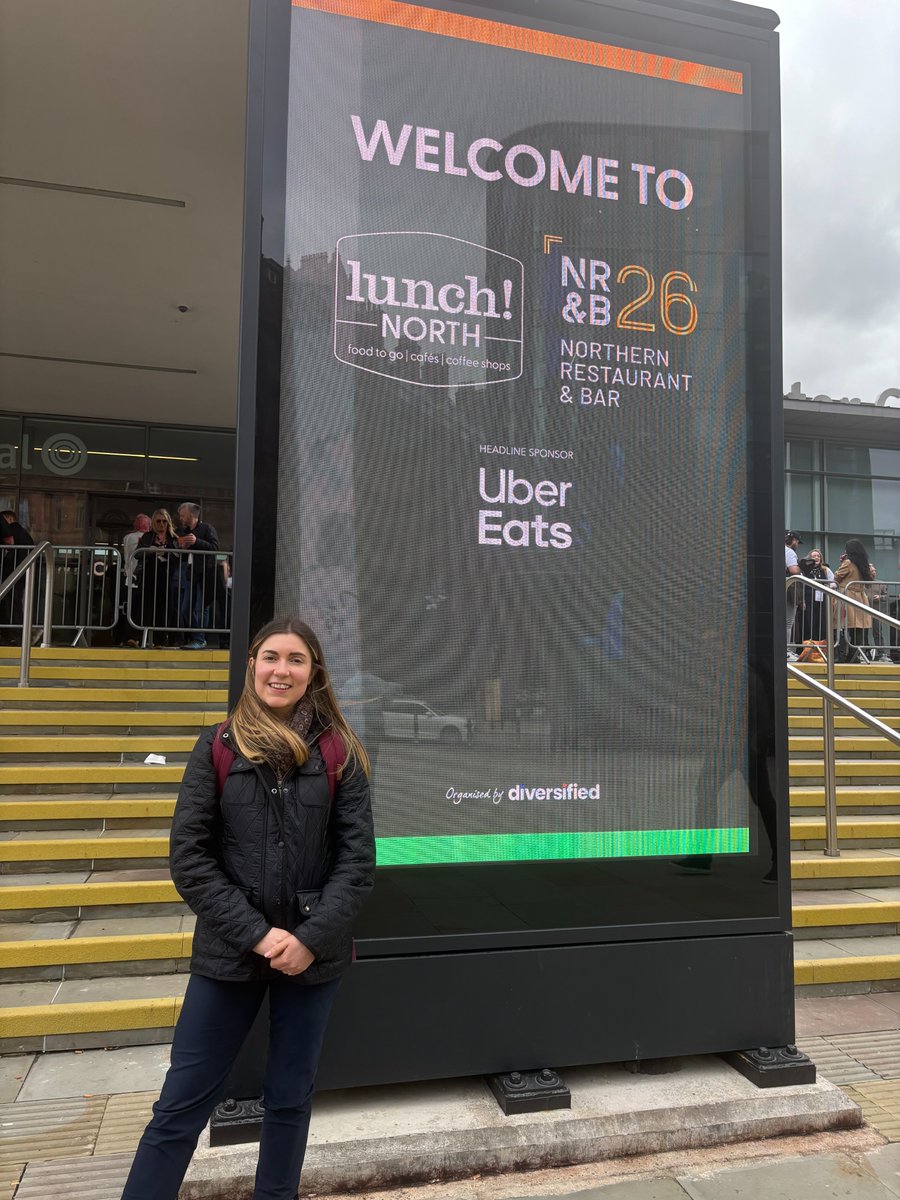 WELCOME TO
lunch!
NORTH
food to go | cafés | coffee shops
NR
&B 26
NORTHERN
RESTAURANT
& BAR
HEADLINE SPONSOR
Uber
Eats
Organised by diversified
al